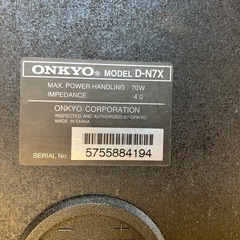 ONKYO® MODEL D-N7X
MAX. POWER HANDLING 70W
IMPEDANCE 4Ω
ONKYO CORPORATION
INSPECTED AND AUTHORIZED BY ONKYO
MADE IN CHINA
SERIAL No. 5755884194